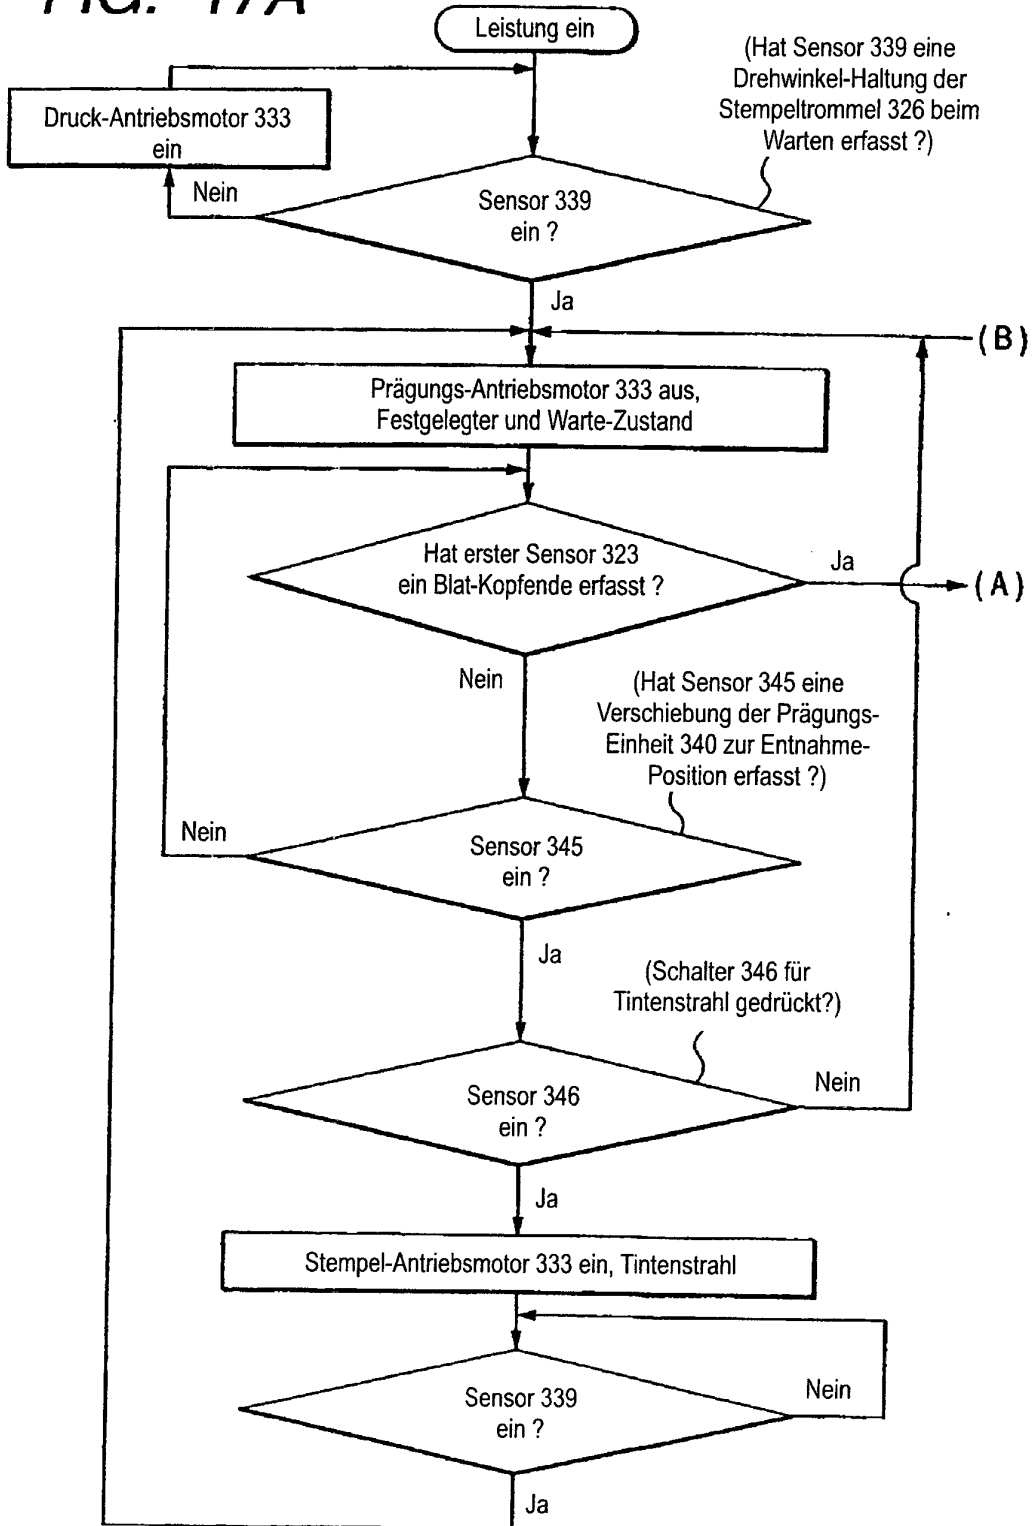 FIG. 17A
Leistung ein
(Hat Sensor 339 eine
Drehwinkel-Haltung der
Stempeltrommel 326 beim
Warten erfasst ?)
Druck-Antriebsmotor 333
ein
Nein
Sensor 339
ein ?
Ja
(B)
Prägungs-Antriebsmotor 333 aus,
Festgelegter und Warte-Zustand
Hat erster Sensor 323
ein Blat-Kopfende erfasst ?
Ja
(A)
Nein
(Hat Sensor 345 eine
Verschiebung der Prägungs-
Einheit 340 zur Entnahme-
Position erfasst ?)
Nein
Sensor 345
ein ?
Ja
(Schalter 346 für
Tintenstrahl gedrückt?)
Nein
Sensor 346
ein ?
Ja
Stempel-Antriebsmotor 333 ein, Tintenstrahl
Nein
Sensor 339
ein ?
Ja